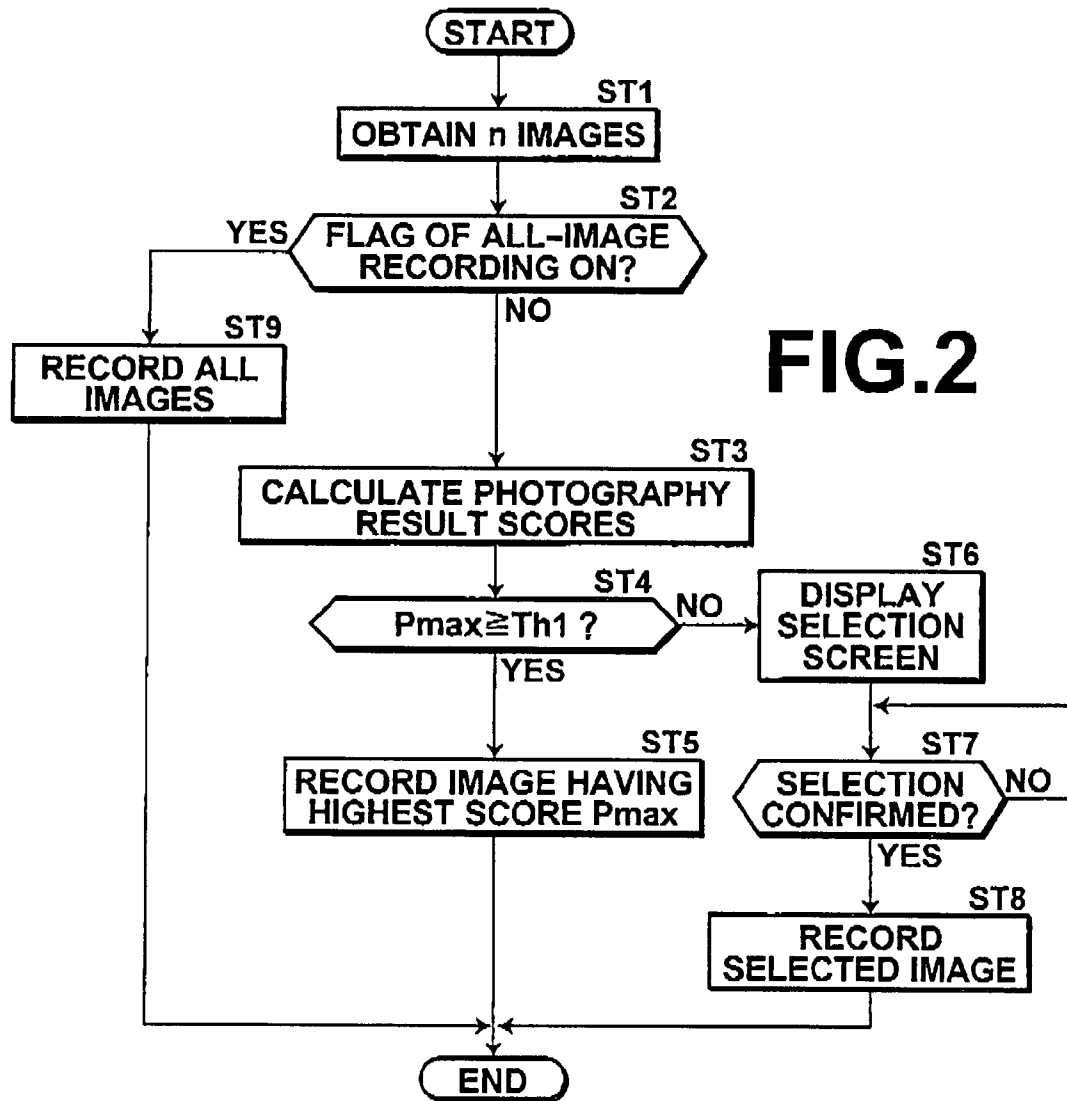 START
ST1
OBTAIN n IMAGES
ST2
YES
FLAG OF ALL-IMAGE
RECORDING ON?
NO
ST9
RECORD ALL
IMAGES
FIG.2
ST3
CALCULATE PHOTOGRAPHY
RESULT SCORES
ST4
Pmax≧Th1 ?
NO
YES
ST6
DISPLAY
SELECTION
SCREEN
ST5
RECORD IMAGE HAVING
HIGHEST SCORE Pmax
ST7
SELECTION
CONFIRMED?
NO
YES
ST8
RECORD
SELECTED IMAGE
END